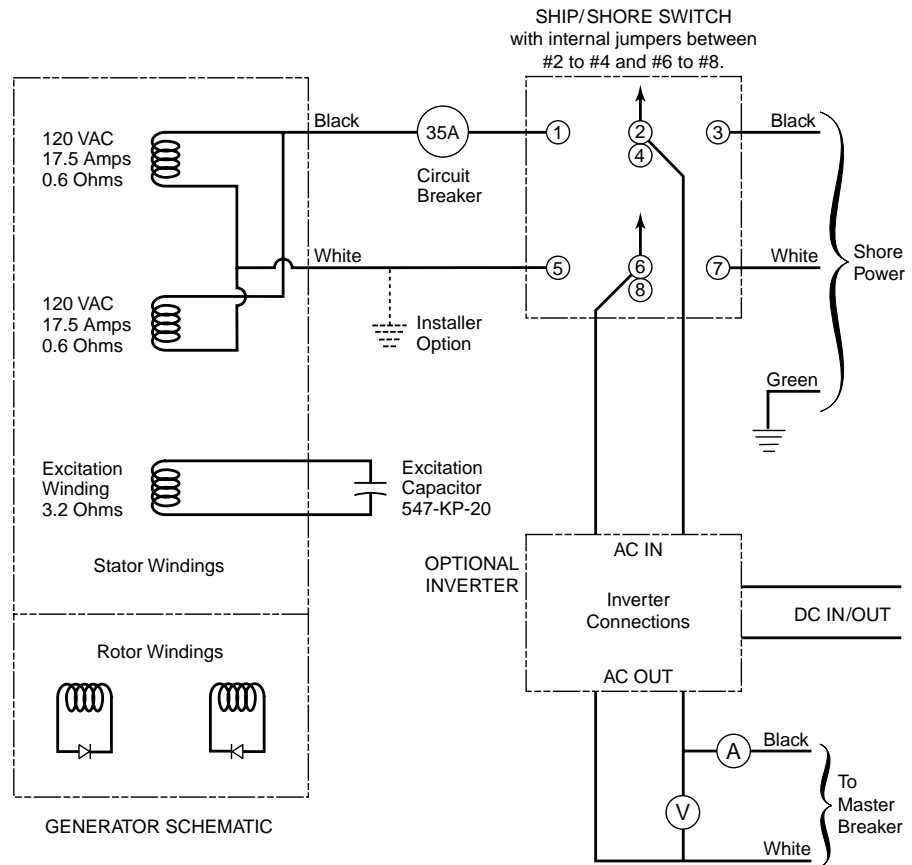 SHIP/SHORE SWITCH
with internal jumpers between
#2 to #4 and #6 to #8.
120 VAC
17.5 Amps
0.6 Ohms
Black
35A
Circuit
Breaker
1
2
4
3
Black
White
5
6
8
7
White
Shore
Power
120 VAC
17.5 Amps
0.6 Ohms
Installer
Option
Green
Excitation
Winding
3.2 Ohms
Excitation
Capacitor
547-KP-20
Stator Windings
OPTIONAL
INVERTER
AC IN
Inverter
Connections
DC IN/OUT
AC OUT
Rotor Windings
A
Black
V
White
To
Master
Breaker
GENERATOR SCHEMATIC